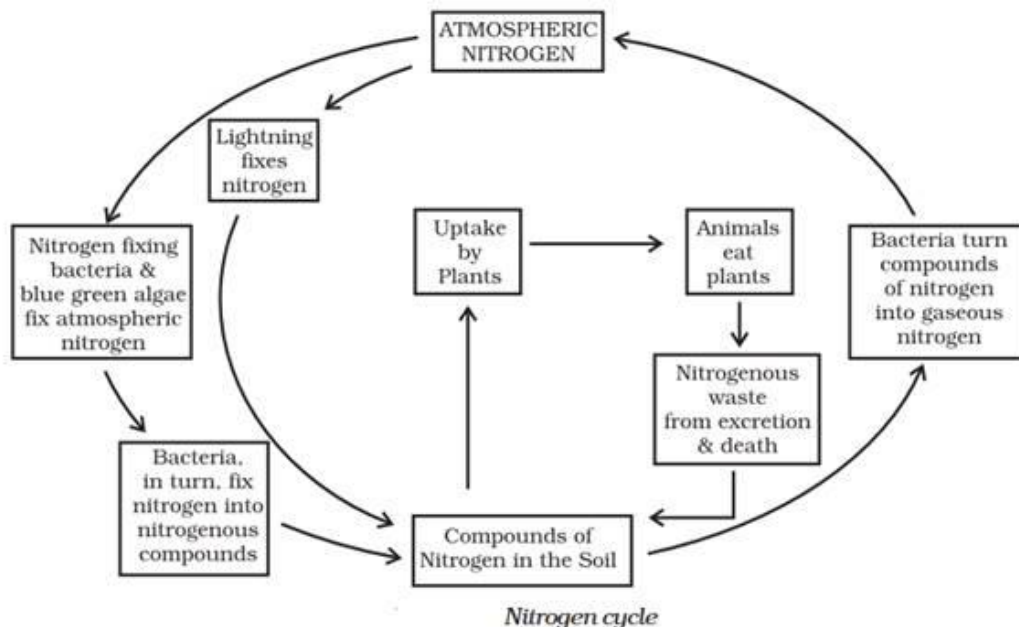 ATMOSPHERIC
NITROGEN
Lightning
fixes
nitrogen
Nitrogen fixing
bacteria &
blue green algae
fix atmospheric
nitrogen
Uptake
by
Plants
Animals
eat
plants
Bacteria turn
compounds
of nitrogen
into gaseous
nitrogen
Nitrogenous
waste
from excretion
& death
Bacteria,
in turn, fix
nitrogen into
nitrogenous
compounds
Compounds of
Nitrogen in the Soil
Nitrogen cycle